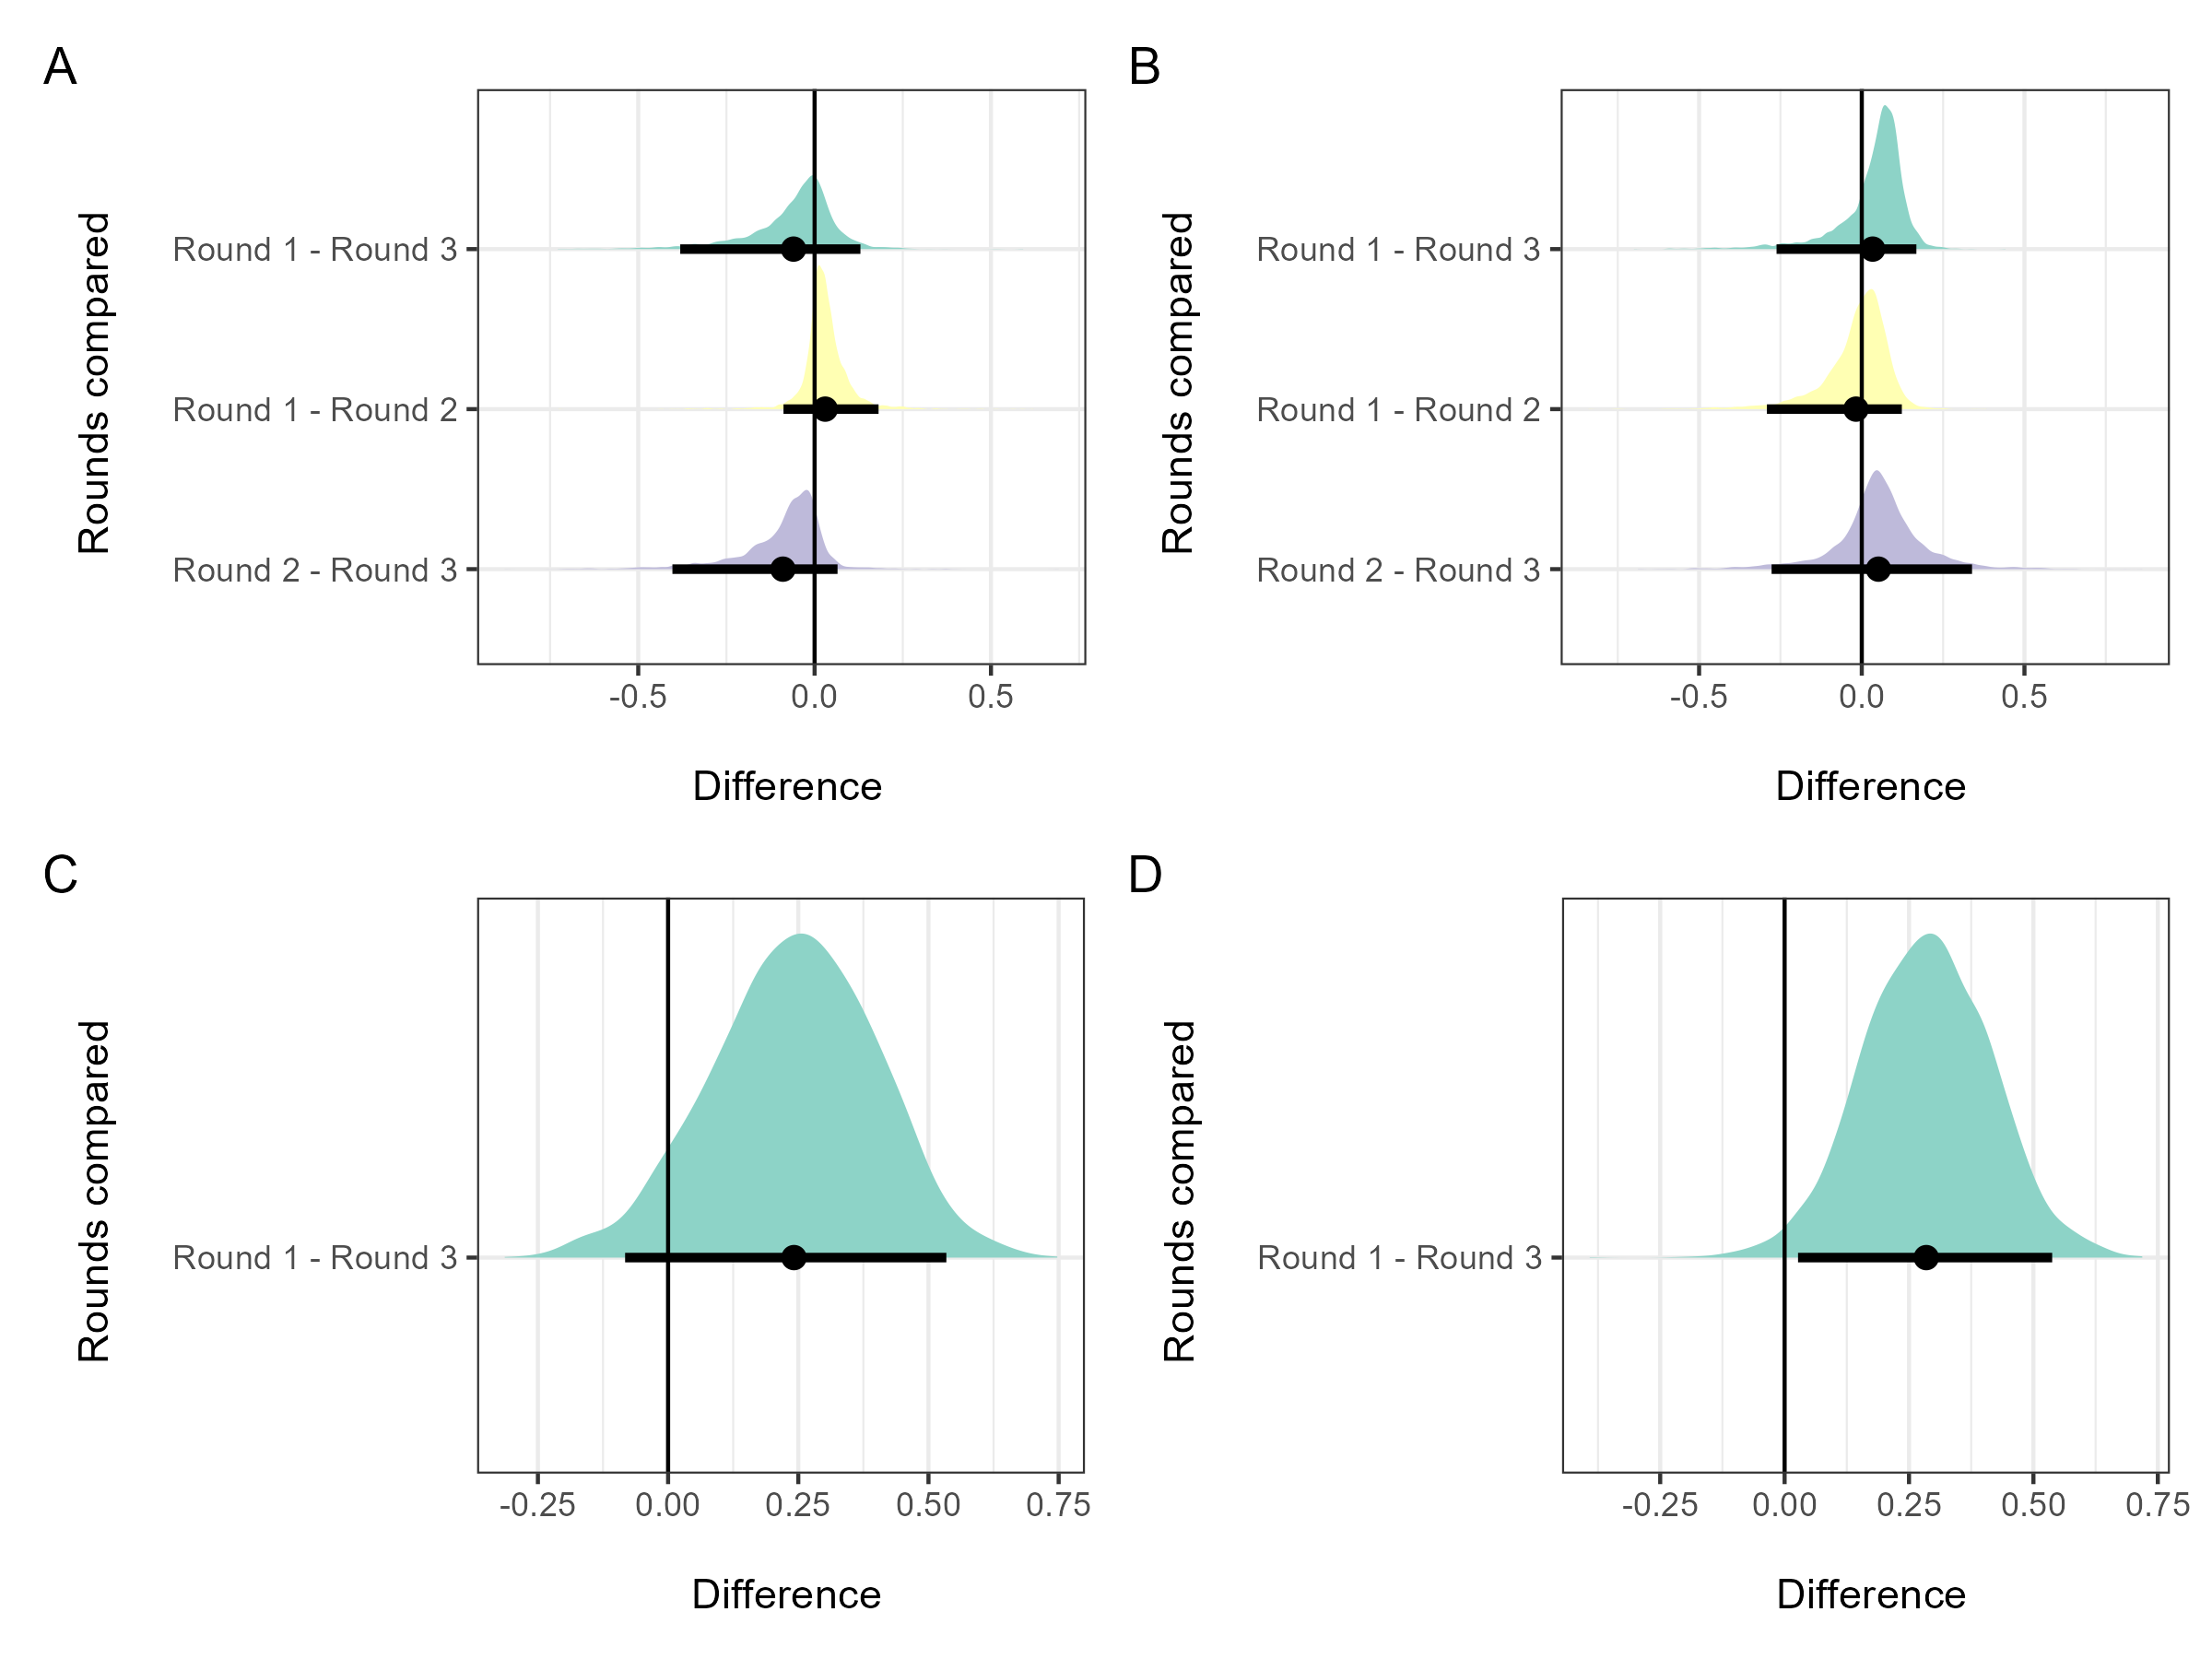 A
Rounds compared
Round 1 - Round 3
Round 1 - Round 2
Round 2 - Round 3
-0.5 0.0 0.5
Difference
B
Rounds compared
Round 1 - Round 3
Round 1 - Round 2
Round 2 - Round 3
-0.5 0.0 0.5
Difference
C
Rounds compared
Round 1 - Round 3
-0.25 0.00 0.25 0.50 0.75
Difference
D
Rounds compared
Round 1 - Round 3
-0.25 0.00 0.25 0.50 0.75
Difference